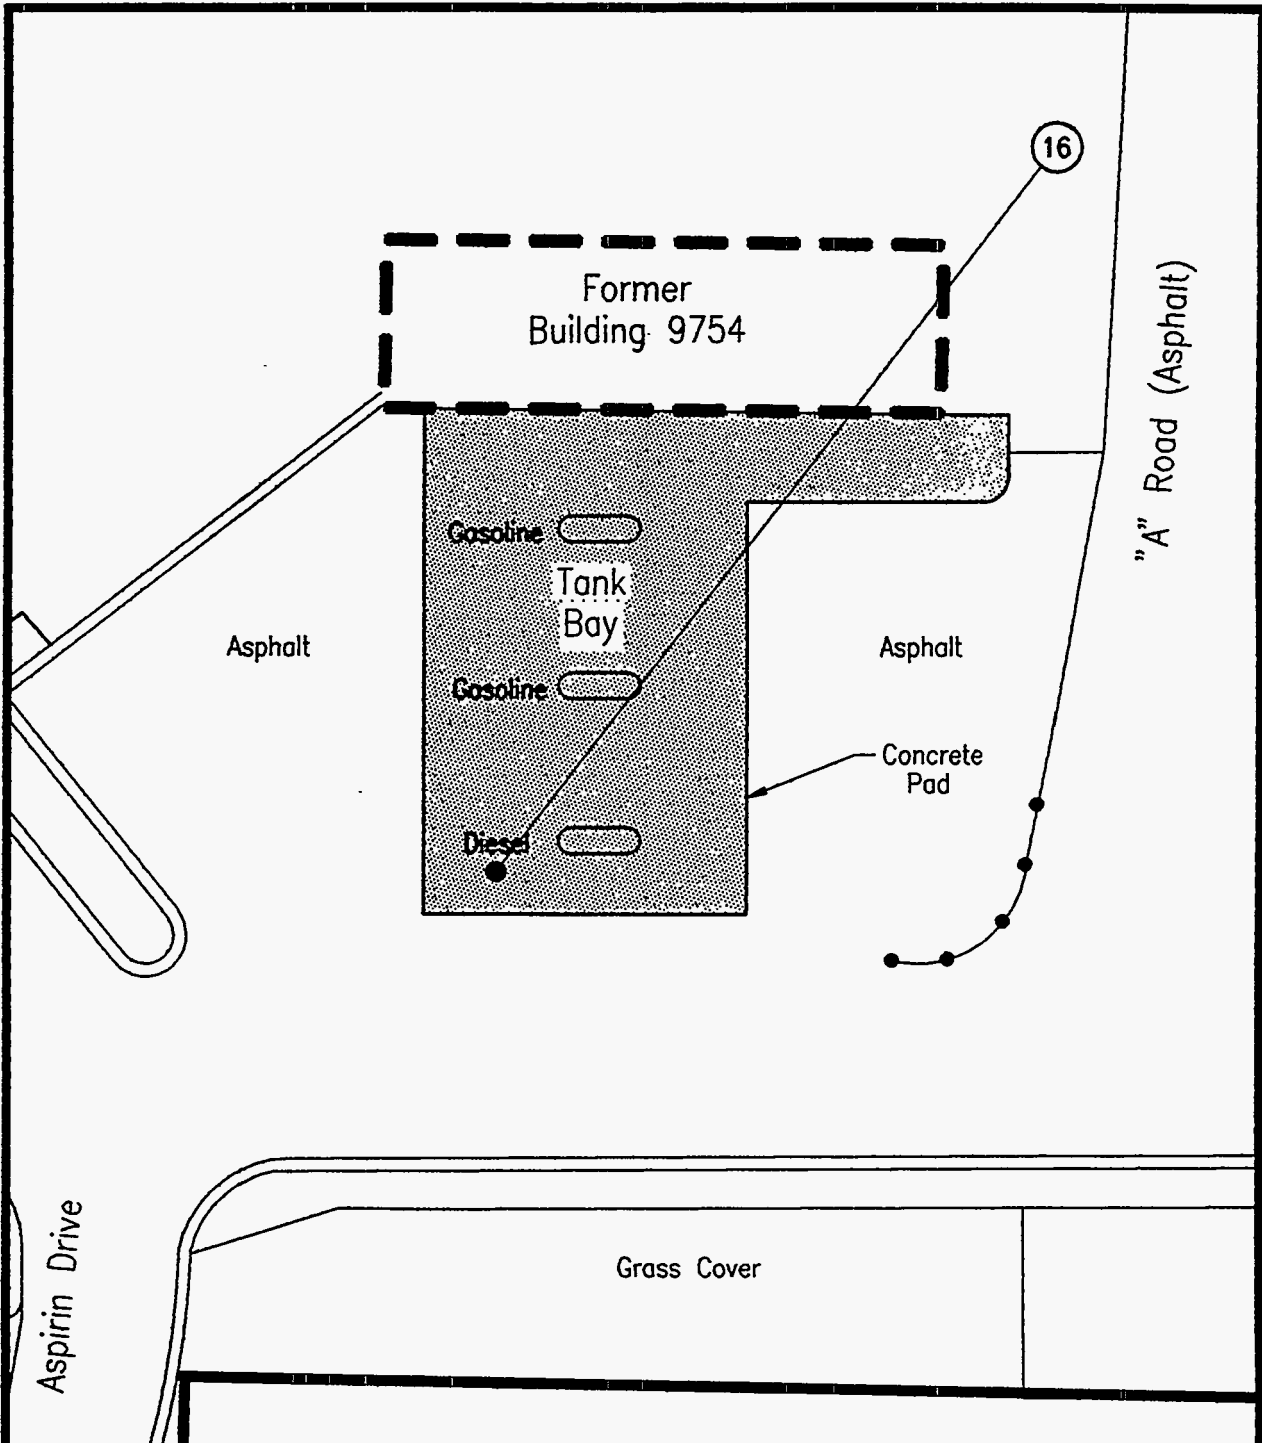 16
Former
Building 9754
"A" Road (Asphalt)
Gasoline
Tank
Bay
Asphalt
Asphalt
Gasoline
Concrete
Pad
Diesel
Grass Cover
Aspirin Drive